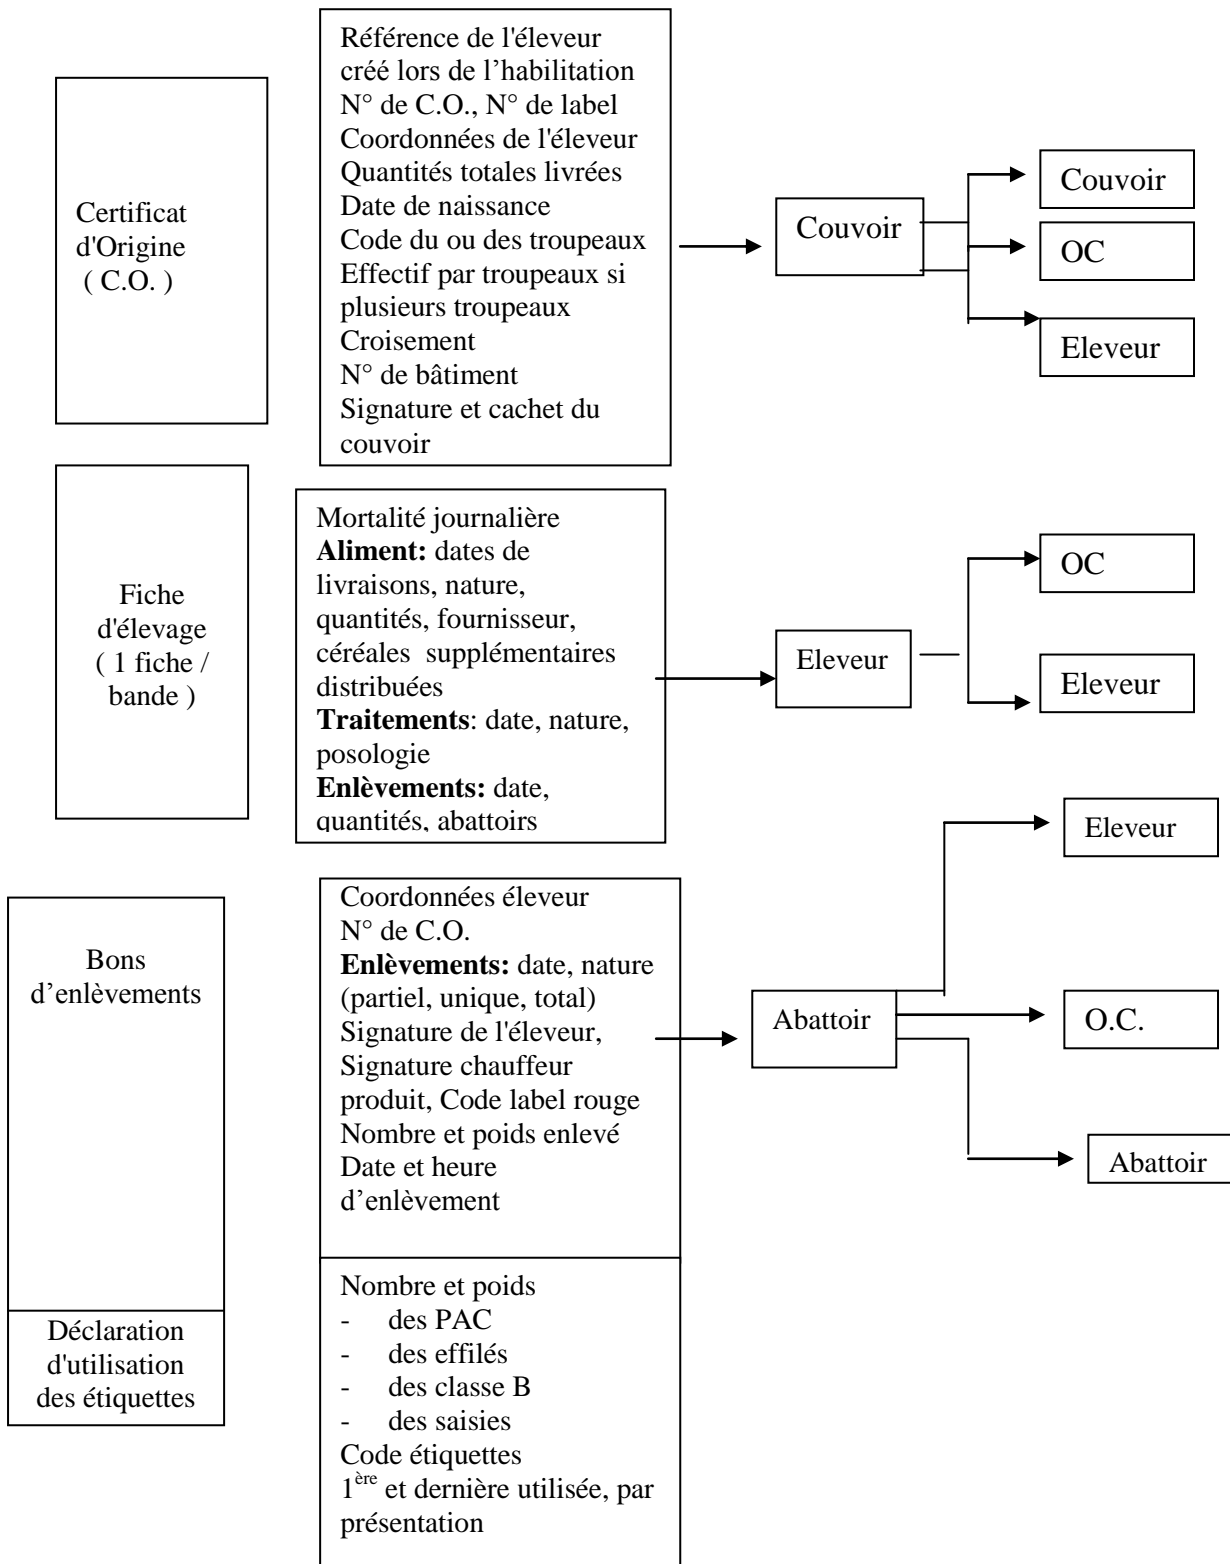 Certificat
d'Origine
( C.O. )
Référence de l'éleveur
créé lors de l’habilitation
N° de C.O., N° de label
Coordonnées de l'éleveur
Quantités totales livrées
Date de naissance
Code du ou des troupeaux
Effectif par troupeaux si
plusieurs troupeaux
Croisement
N° de bâtiment
Signature et cachet du
couvoir
Couvoir
Couvoir
OC
Eleveur
Fiche
d'élevage
( 1 fiche /
bande )
Mortalité journalière
Aliment: dates de
livraisons, nature,
quantités, fournisseur,
céréales supplémentaires
distribuées
Traitements: date, nature,
posologie
Enlèvements: date,
quantités, abattoirs
Eleveur
OC
Eleveur
Bons
d’enlèvements
Coordonnées éleveur
N° de C.O.
Enlèvements: date, nature
(partiel, unique, total)
Signature de l'éleveur,
Signature chauffeur
produit, Code label rouge
Nombre et poids enlevé
Date et heure
d’enlèvement
Abattoir
Eleveur
O.C.
Abattoir
Déclaration
d'utilisation
des étiquettes
Nombre et poids
- des PAC
- des effilés
- des classe B
- des saisies
Code étiquettes
1ère et dernière utilisée, par
présentation